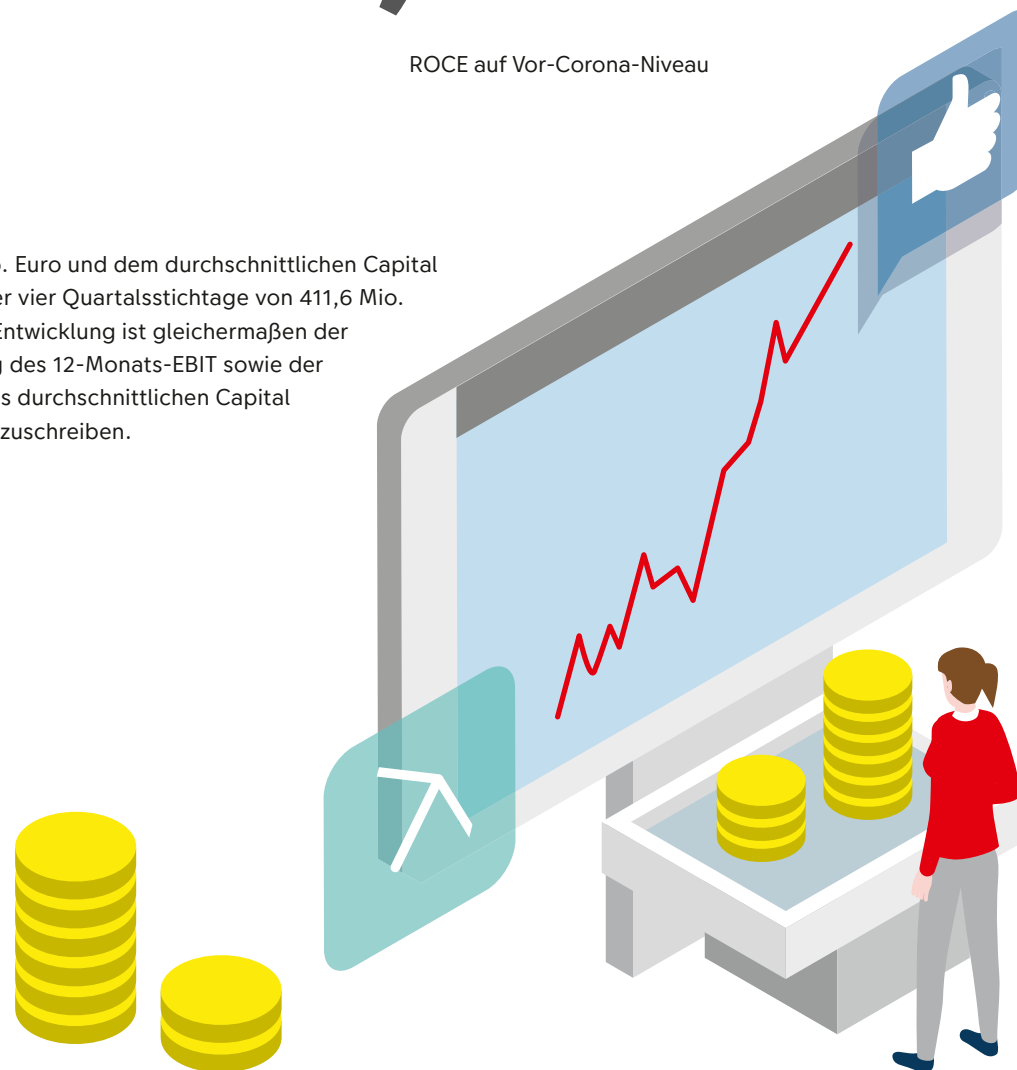 ROCE auf Vor-Corona-Niveau
. Euro und dem durchschnittlichen Capital
er vier Quartalsstichtage von 411,6 Mio.
Entwicklung ist gleichermaßen der
g des 12-Monats-EBIT sowie der
s durchschnittlichen Capital
zuschreiben.